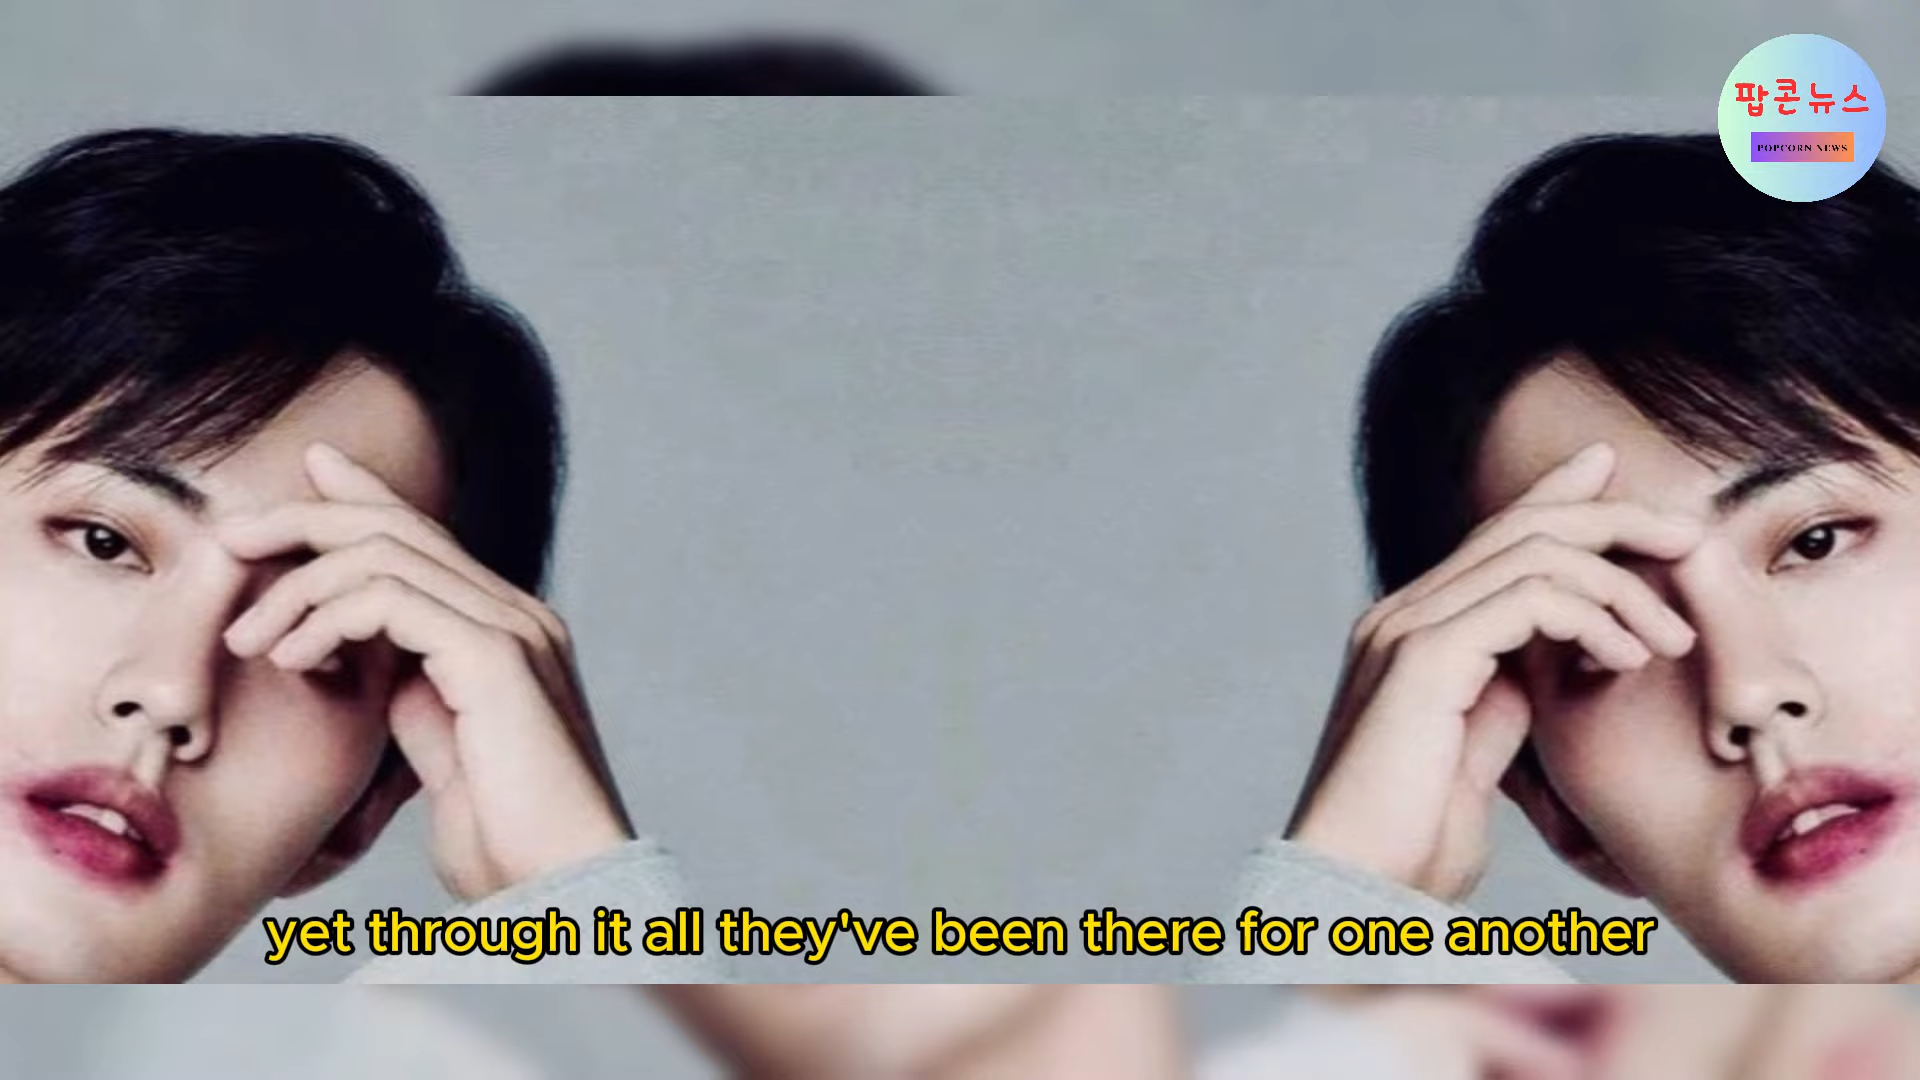 팝콘뉴스
POPCORN NEWS
yet through it all they've been there for one another